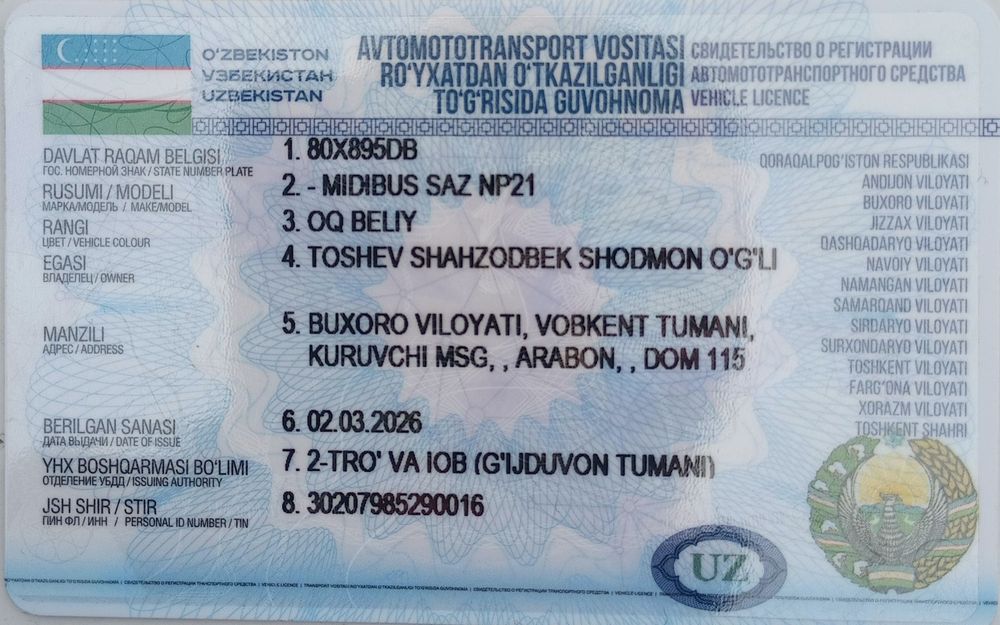 O'ZBEKISTON
УЗБЕКИСТАН
UZBEKISTAN
AVTOMOTOTRANSPORT VOSITASI
RO'YXATDAN O'TKAZILGANLIGI
TO'G'RISIDA GUVOHNOMA
СВИДЕТЕЛЬСТВО О РЕГИСТРАЦИИ
АВТОМОТОТРАНСПОРТНОГО СРЕДСТВА
VEHICLE LICENCE
DAVLAT RAQAM BELGISI
ГОС. НОМЕРНОЙ ЗНАК / STATE NUMBER PLATE
1. 80X895DB
RUSUMI / MODELI
МАРКА/МОДЕЛЬ / MAKE/MODEL
2. - MIDIBUS SAZ NP21
RANGI
ЦВЕТ / VEHICLE COLOUR
3. OQ BELIY
EGASI
ВЛАДЕЛЕЦ / OWNER
4. TOSHEV SHAHZODBEK SHODMON O'G'LI
MANZILI
АДРЕС / ADDRESS
5. BUXORO VILOYATI, VOBKENT TUMANI,
KURUVCHI MSG, , ARABON, , DOM 115
BERILGAN SANASI
ДАТА ВЫДАЧИ / DATE OF ISSUE
6. 02.03.2026
YHX BOSHQARMASI BO'LIMI
ОТДЕЛЕНИЕ УБДД / ISSUING AUTHORITY
7. 2-TRO' VA IOB (G'IJDUVON TUMANI)
JSH SHIR / STIR
ПИН ФЛ / ИНН / PERSONAL ID NUMBER / TIN
8. 30207985290016
QORAQALPOG'ISTON RESPUBLIKASI
ANDIJON VILOYATI
BUXORO VILOYATI
JIZZAX VILOYATI
QASHQADARYO VILOYATI
NAVOIY VILOYATI
NAMANGAN VILOYATI
SAMARQAND VILOYATI
SIRDARYO VILOYATI
SURXONDARYO VILOYATI
TOSHKENT VILOYATI
FARG'ONA VILOYATI
XORAZM VILOYATI
TOSHKENT SHAHRI
UZ